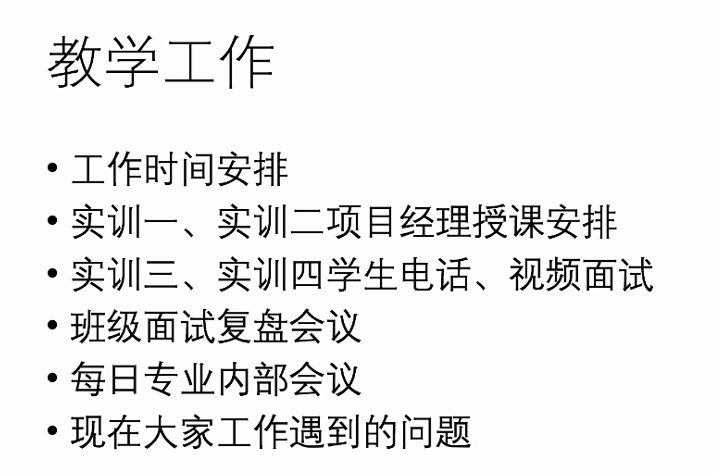 教学工作
• 工作时间安排
• 实训一、实训二项目经理授课安排
• 实训三、实训四学生电话、视频面试
• 班级面试复盘会议
• 每日专业内部会议
• 现在大家工作遇到的问题